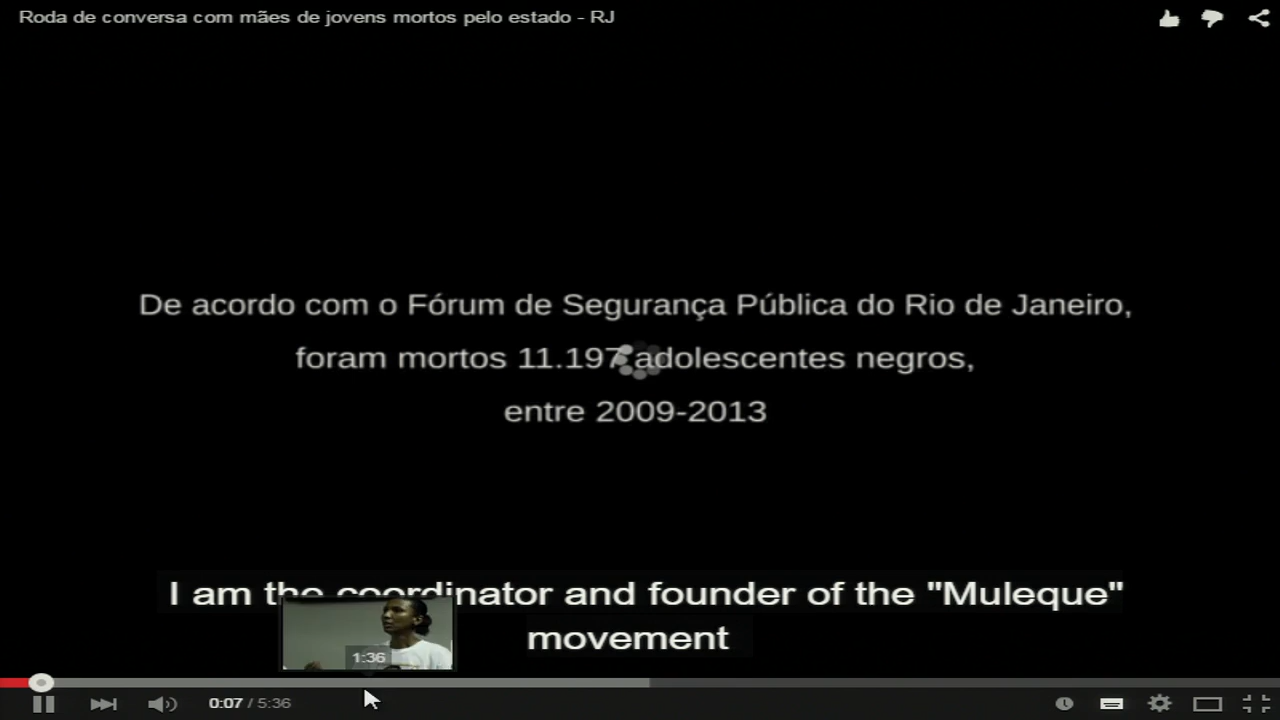 Roda de conversa com mães de jovens mortos pelo estado - RJ
De acordo com o Fórum de Segurança Pública do Rio de Janeiro,
foram mortos 11.197 adolescentes negros,
entre 2009-2013
I am the coordinator and founder of the "Muleque"
movement
1:36
0:07 / 5:36